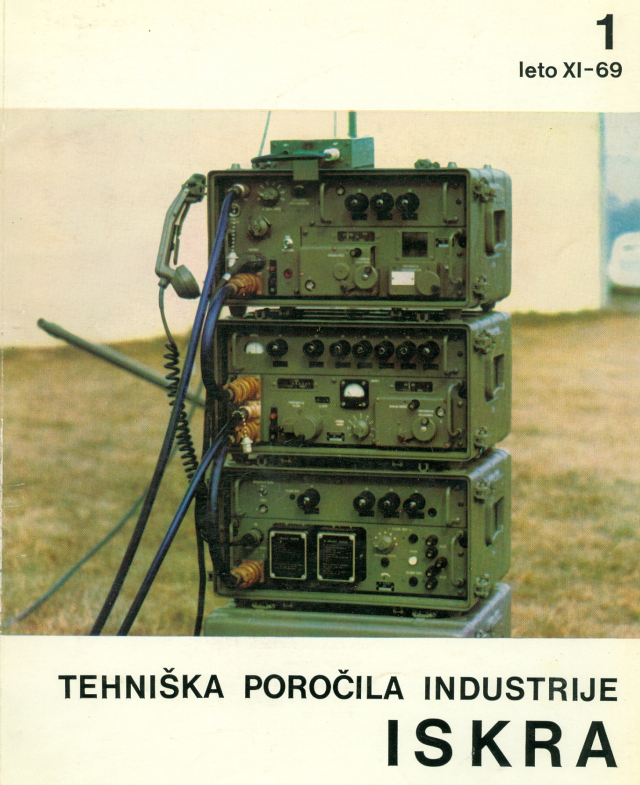 1
leto XI-69
TEHNIŠKA POROČILA INDUSTRIJE
ISKRA